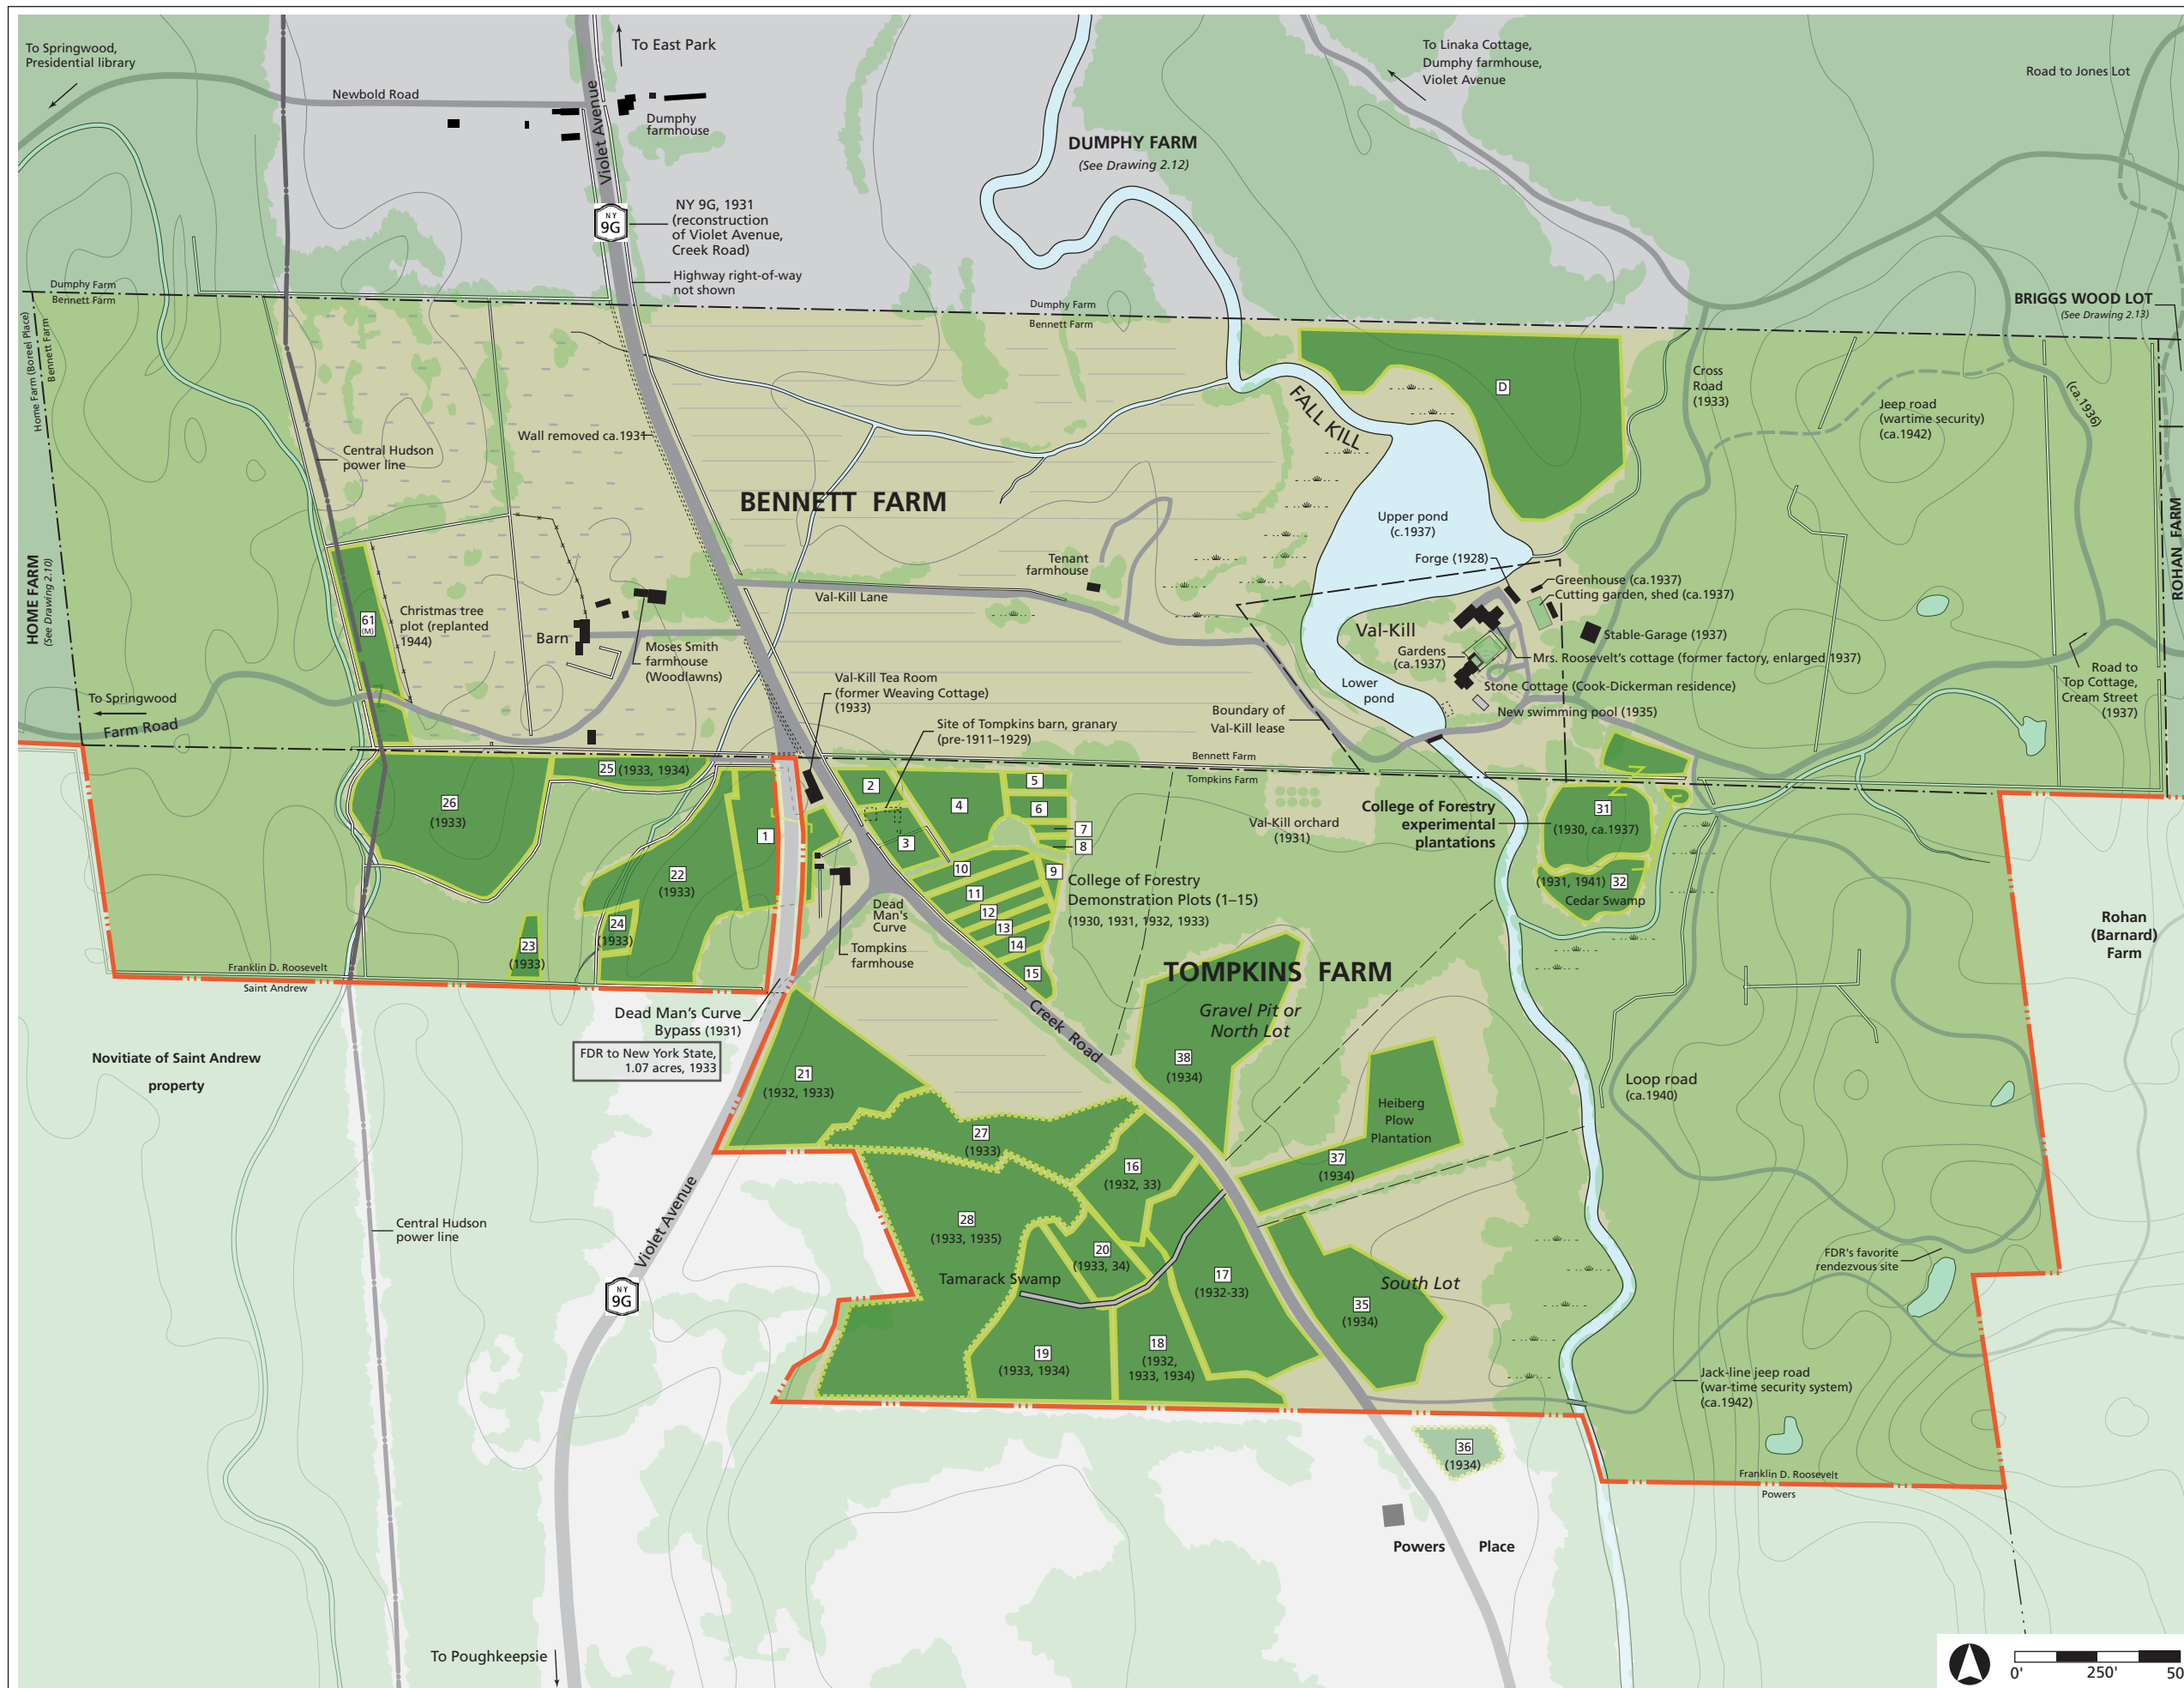 To Springwood,
Presidential library
Newbold Road
To East Park
Violet Avenue
Dumphy
farmhouse
NY
9G
NY 9G, 1931
(reconstruction
of Violet Avenue,
Creek Road)
Highway right-of-way
not shown
DUMPHY FARM
(See Drawing 2.12)
To Linaka Cottage,
Dumphy farmhouse,
Violet Avenue
Road to Jones Lot
BRIGGS WOOD LOT
(See Drawing 2.13)
Dumphy Farm
Bennett Farm
Dumphy Farm
Bennett Farm
Home Farm (Boreel Place)
Bennett Farm
HOME FARM
(See Drawing 2.10)
Central Hudson
power line
Wall removed ca.1931
BENNETT FARM
FALL KILL
D
Cross
Road
(1933)
Jeep road
(wartime security)
(ca.1942)
(ca.1936)
ROHAN FARM
Upper pond
(c.1937)
Forge (1928)
Greenhouse (ca.1937)
Cutting garden, shed (ca.1937)
Tenant
farmhouse
Val-Kill Lane
61
(M)
Christmas tree
plot (replanted
1944)
Barn
Moses Smith
farmhouse
(Woodlawns)
Val-Kill
Stable-Garage (1937)
Gardens
(ca.1937)
Mrs. Roosevelt's cottage (former factory, enlarged 1937)
Lower
pond
Stone Cottage (Cook-Dickerman residence)
New swimming pool (1935)
Boundary of
Val-Kill lease
Road to
Top Cottage,
Cream Street
(1937)
To Springwood
Farm Road
Val-Kill Tea Room
(former Weaving Cottage)
(1933)
Site of Tompkins barn, granary
(pre-1911–1929)
Bennett Farm
Tompkins Farm
25 (1933, 1934)
26
(1933)
22
(1933)
24
(1933)
23
(1933)
1
2
3
4
5
6
7
8
9
10
11
12
13
14
15
College of Forestry
Demonstration Plots (1–15)
(1930, 1931, 1932, 1933)
Val-Kill orchard
(1931)
College of Forestry
experimental
plantations
31
(1930, ca.1937)
(1931, 1941) 32
Cedar Swamp
Rohan
(Barnard)
Farm
Dead
Man's
Curve
Tompkins
farmhouse
Franklin D. Roosevelt
Saint Andrew
Dead Man's Curve
Bypass (1931)
FDR to New York State,
1.07 acres, 1933
Novitiate of Saint Andrew
property
TOMPKINS FARM
Gravel Pit or
North Lot
Creek Road
38
(1934)
21
(1932, 1933)
27
(1933)
16
(1932, 33)
Heiberg
Plow
Plantation
37
(1934)
Loop road
(ca.1940)
28
(1933, 1935)
20
(1933, 34)
17
(1932-33)
Tamarack Swamp
South Lot
35
(1934)
19
(1933, 1934)
18
(1932,
1933, 1934)
FDR's favorite
rendezvous site
Central Hudson
power line
Violet Avenue
NY
9G
Jack-line jeep road
(war-time security system)
(ca.1942)
36
(1934)
Franklin D. Roosevelt
Powers
Powers Place
To Poughkeepsie
0' 250' 50